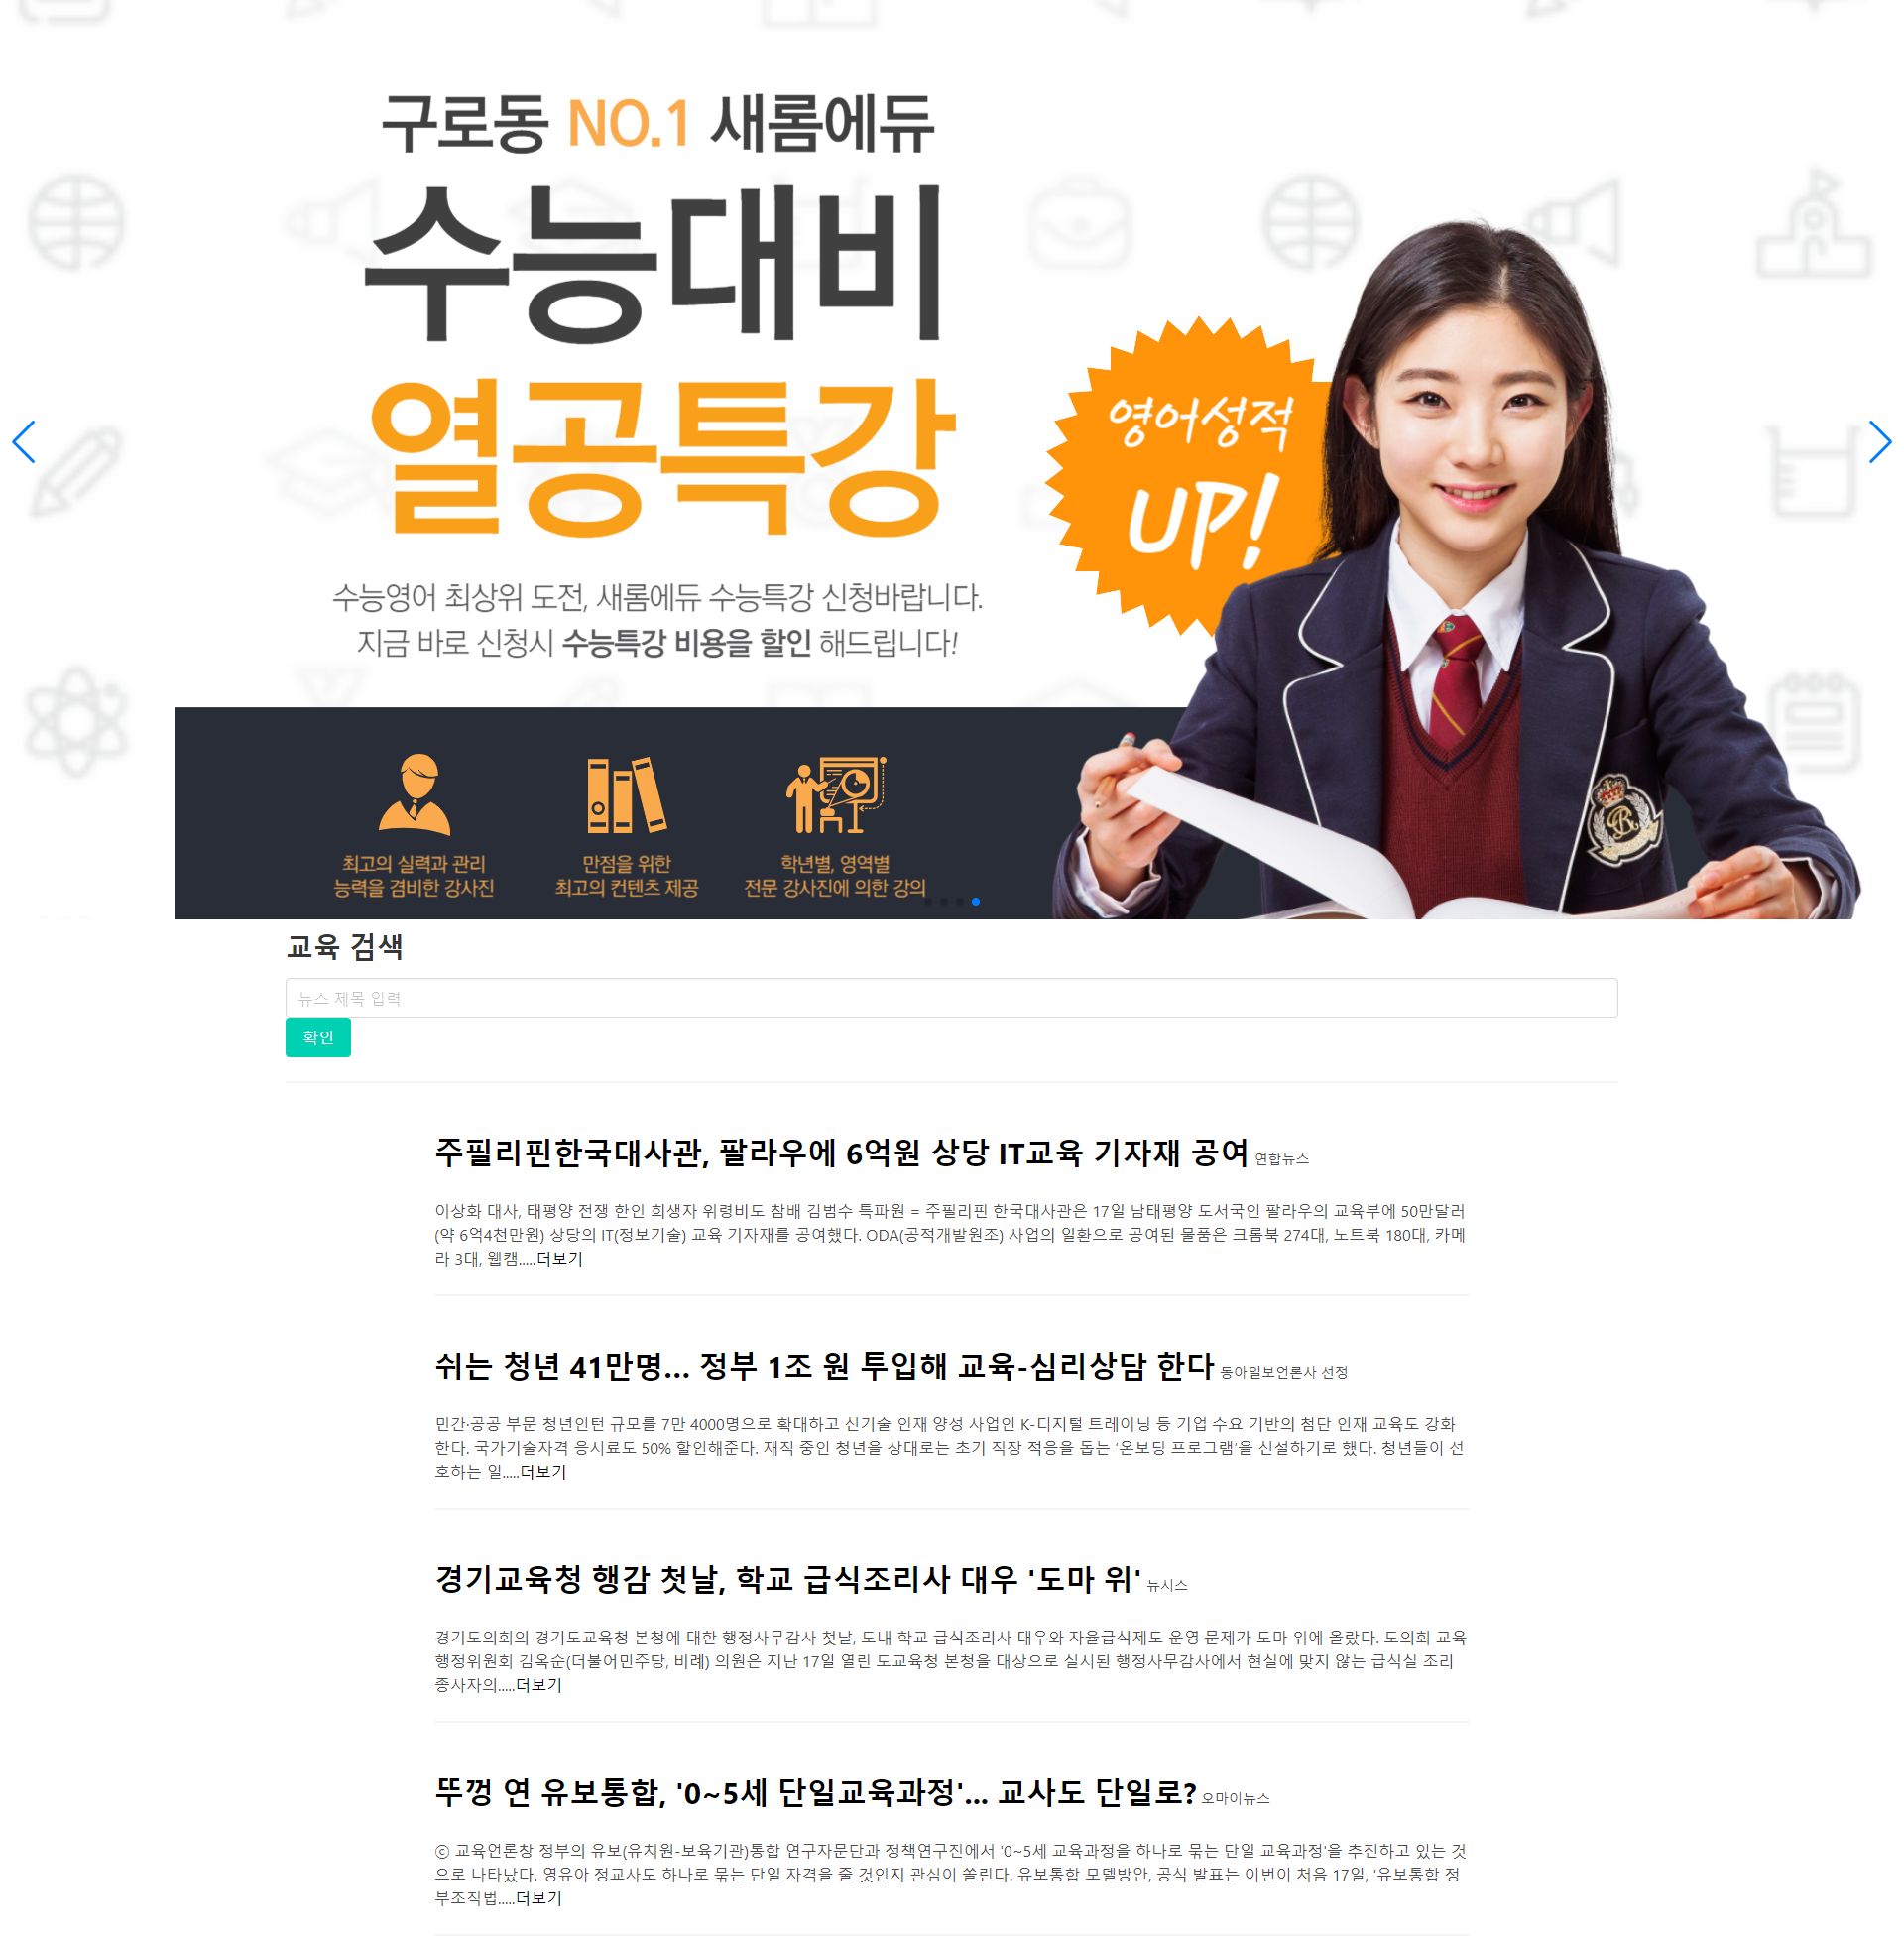 구로동 NO.1 새롬에듀
수능대비
열공특강
영어성적
UP!
수능영어 최상위 도전, 새롬에듀 수능특강 신청바랍니다.
지금 바로 신청시 수능특강 비용을 할인 해드립니다!
최고의 실력과 관리
능력을 겸비한 강사진
만점을 위한
최고의 컨텐츠 제공
학년별, 영역별
전문 강사진에 의한 강의
교육 검색
뉴스 제목 입력
확인
주필리핀한국대사관, 팔라우에 6억원 상당 IT교육 기자재 공여 연합뉴스
이상화 대사, 태평양 전쟁 한인 희생자 위령비도 참배 김범수 특파원 = 주필리핀 한국대사관은 17일 남태평양 도서국인 팔라우의 교육부에 50만달러
(약 6억4천만원) 상당의 IT(정보기술) 교육 기자재를 공여했다. ODA(공적개발원조) 사업의 일환으로 공여된 물품은 크롬북 274대, 노트북 180대, 카메
라 3대, 웹캠.....더보기
쉬는 청년 41만명... 정부 1조 원 투입해 교육-심리상담 한다 동아일보언론사 선정
민간·공공 부문 청년인턴 규모를 7만 4000명으로 확대하고 신기술 인재 양성 사업인 K-디지털 트레이닝 등 기업 수요 기반의 첨단 인재 교육도 강화
한다. 국가기술자격 응시료도 50% 할인해준다. 재직 중인 청년을 상대로는 초기 직장 적응을 돕는 ‘온보딩 프로그램’을 신설하기로 했다. 청년들이 선
호하는 일.....더보기
경기교육청 행감 첫날, 학교 급식조리사 대우 '도마 위' 뉴시스
경기도의회의 경기도교육청 본청에 대한 행정사무감사 첫날, 도내 학교 급식조리사 대우와 자율급식제도 운영 문제가 도마 위에 올랐다. 도의회 교육
행정위원회 김옥순(더불어민주당, 비례) 의원은 지난 17일 열린 도교육청 본청을 대상으로 실시된 행정사무감사에서 현실에 맞지 않는 급식실 조리
종사자의.....더보기
뚜껑 연 유보통합, '0~5세 단일교육과정'... 교사도 단일로? 오마이뉴스
ⓒ 교육언론창 정부의 유보(유치원-보육기관)통합 연구자문단과 정책연구진에서 '0~5세 교육과정을 하나로 묶는 단일 교육과정'을 추진하고 있는 것
으로 나타났다. 영유아 정교사도 하나로 묶는 단일 자격을 줄 것인지 관심이 쏠린다. 유보통합 모델방안, 공식 발표는 이번이 처음 17일, '유보통합 정
부조직법.....더보기